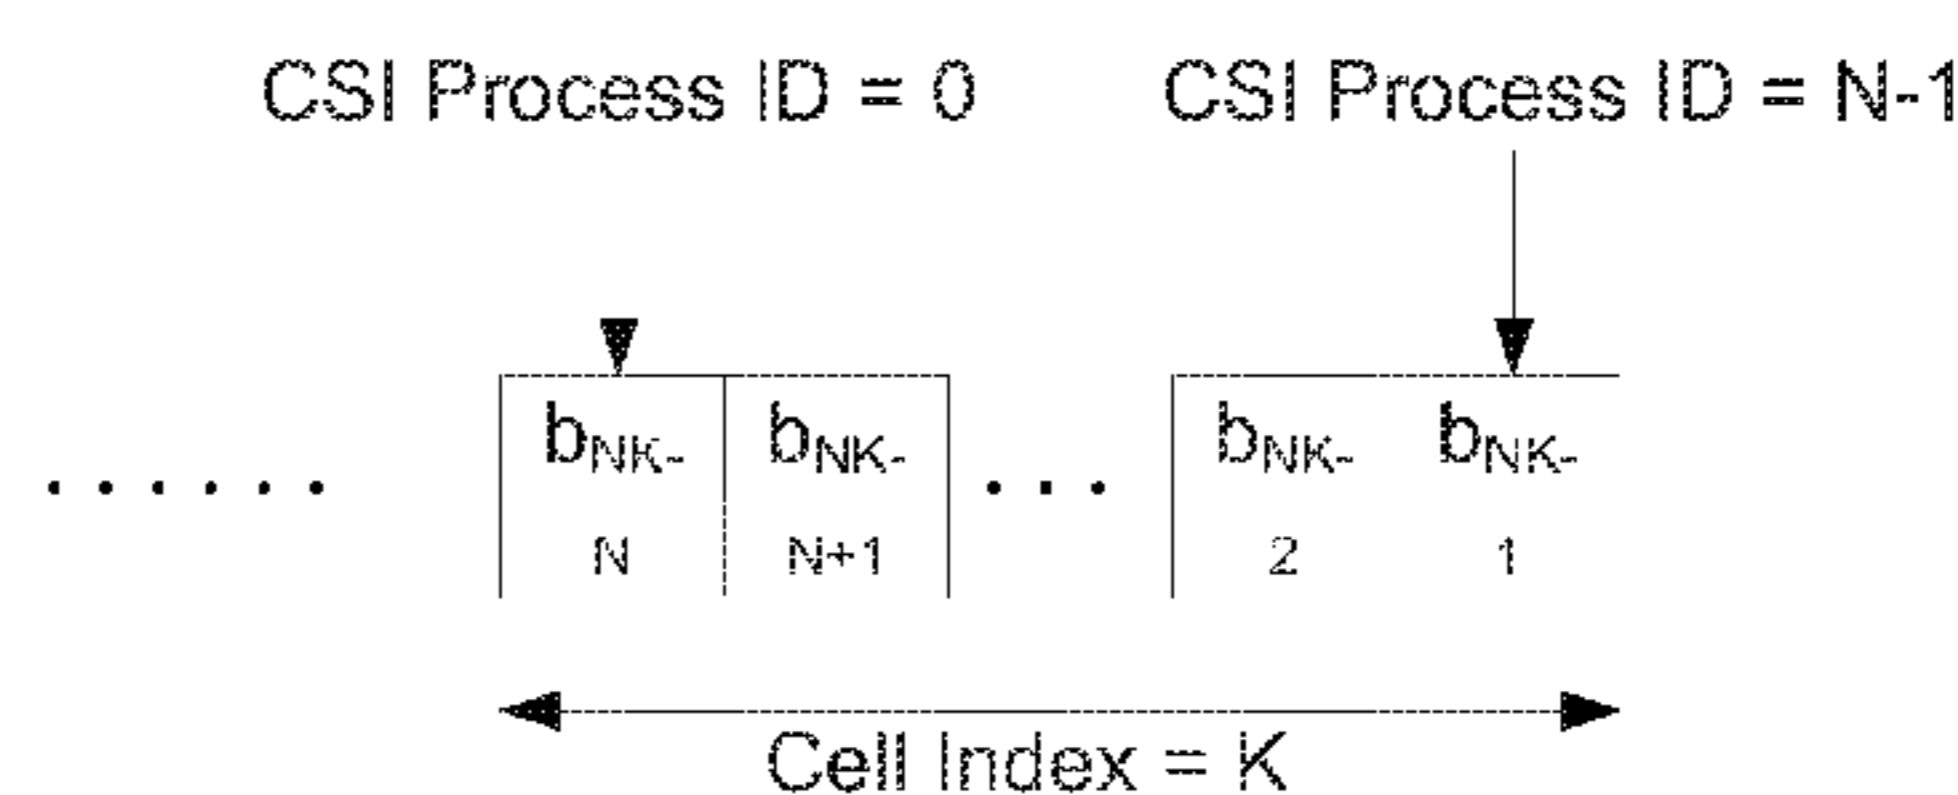 CSI Process ID = 0 CSI Process ID = N-1
...... bNK- bNK- ... bNK- bNK-
N N+1 2 1
Cell Index = K